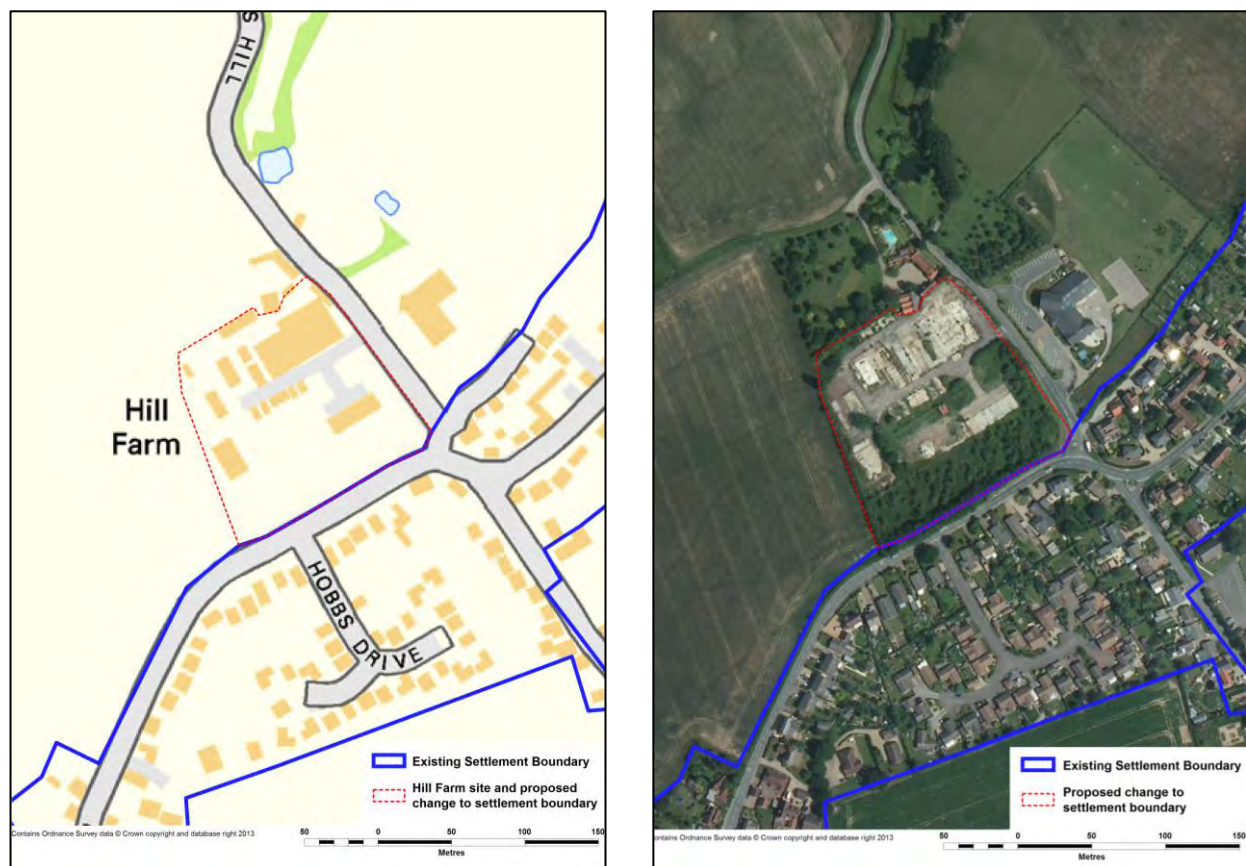 S HILL
Hill
Farm
HOBBS DRIVE
Existing Settlement Boundary
Hill Farm site and proposed
change to settlement boundary
Contains Ordnance Survey data © Crown copyright and database right 2013
50 0 50 100 150
Metres
Existing Settlement Boundary
Proposed change to
settlement boundary
Contains Ordnance Survey data © Crown copyright and database right 2013
50 0 50 100 150
Metres